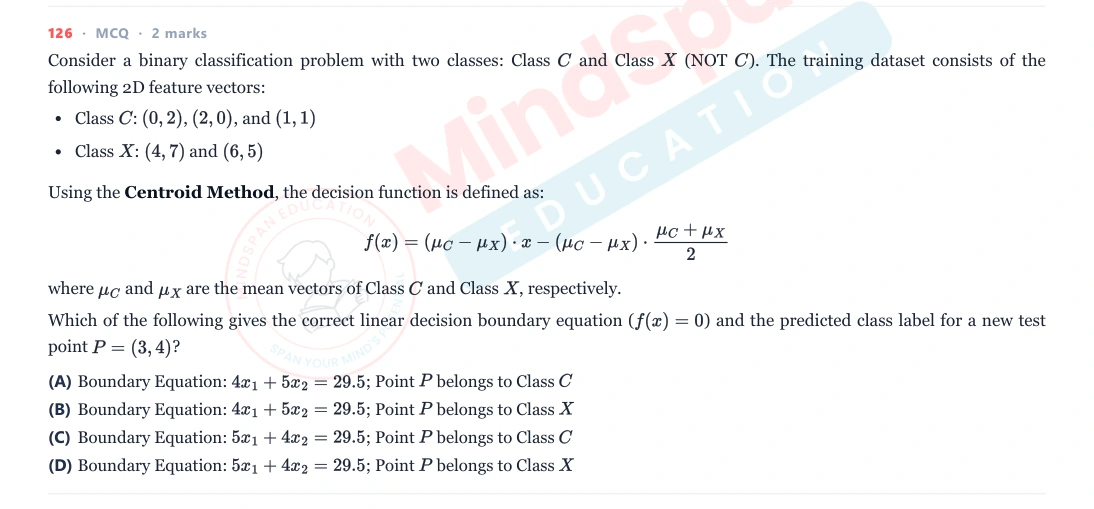 126 · MCQ · 2 marks
Consider a binary classification problem with two classes: Class C and Class X (NOT C). The training dataset consists of the
following 2D feature vectors:
• Class C: (0, 2), (2, 0), and (1, 1)
• Class X: (4, 7) and (6, 5)
Using the Centroid Method, the decision function is defined as:
f(x) = (μC − μX) · x − (μC − μX) · (μC + μX)/2
where μC and μX are the mean vectors of Class C and Class X, respectively.
Which of the following gives the correct linear decision boundary equation (f(x) = 0) and the predicted class label for a new test
point P = (3, 4)?
(A) Boundary Equation: 4x₁ + 5x₂ = 29.5; Point P belongs to Class C
(B) Boundary Equation: 4x₁ + 5x₂ = 29.5; Point P belongs to Class X
(C) Boundary Equation: 5x₁ + 4x₂ = 29.5; Point P belongs to Class C
(D) Boundary Equation: 5x₁ + 4x₂ = 29.5; Point P belongs to Class X
Mindspa
EDUCATION
SPAN YOUR MIND'S